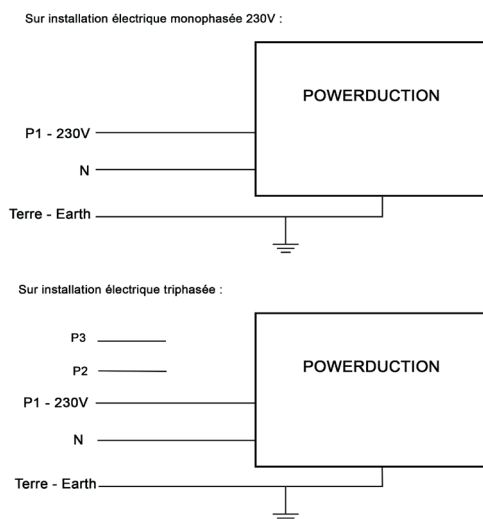 Sur installation électrique monophasée 230V :
POWERDUCTION
P1 - 230V
N
Terre - Earth
Sur installation électrique triphasée :
P3
P2
POWERDUCTION
P1 - 230V
N
Terre - Earth